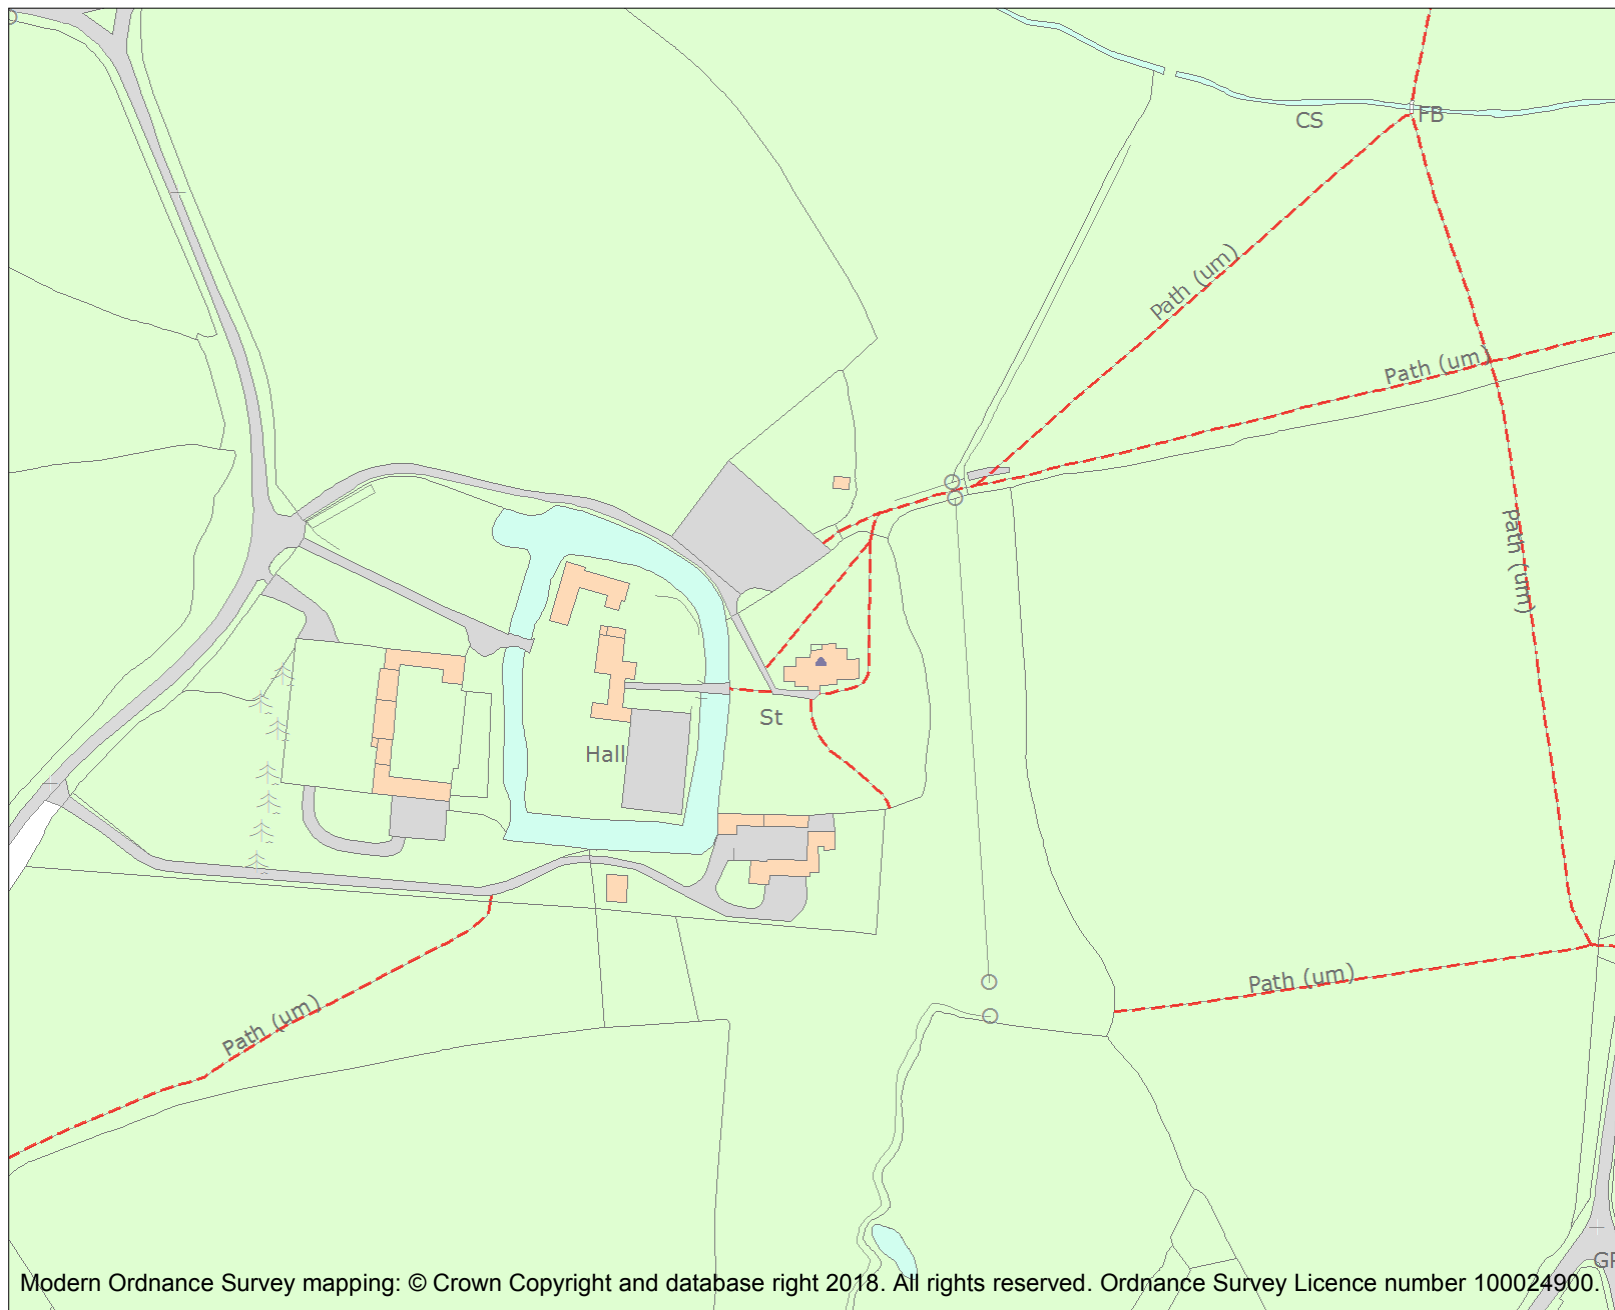 CS
FB
Path (um)
Path (um)
Path (um)
St
Hall
Path (um)
Path (um)
Modern Ordnance Survey mapping: © Crown Copyright and database right 2018. All rights reserved. Ordnance Survey Licence number 100024900.